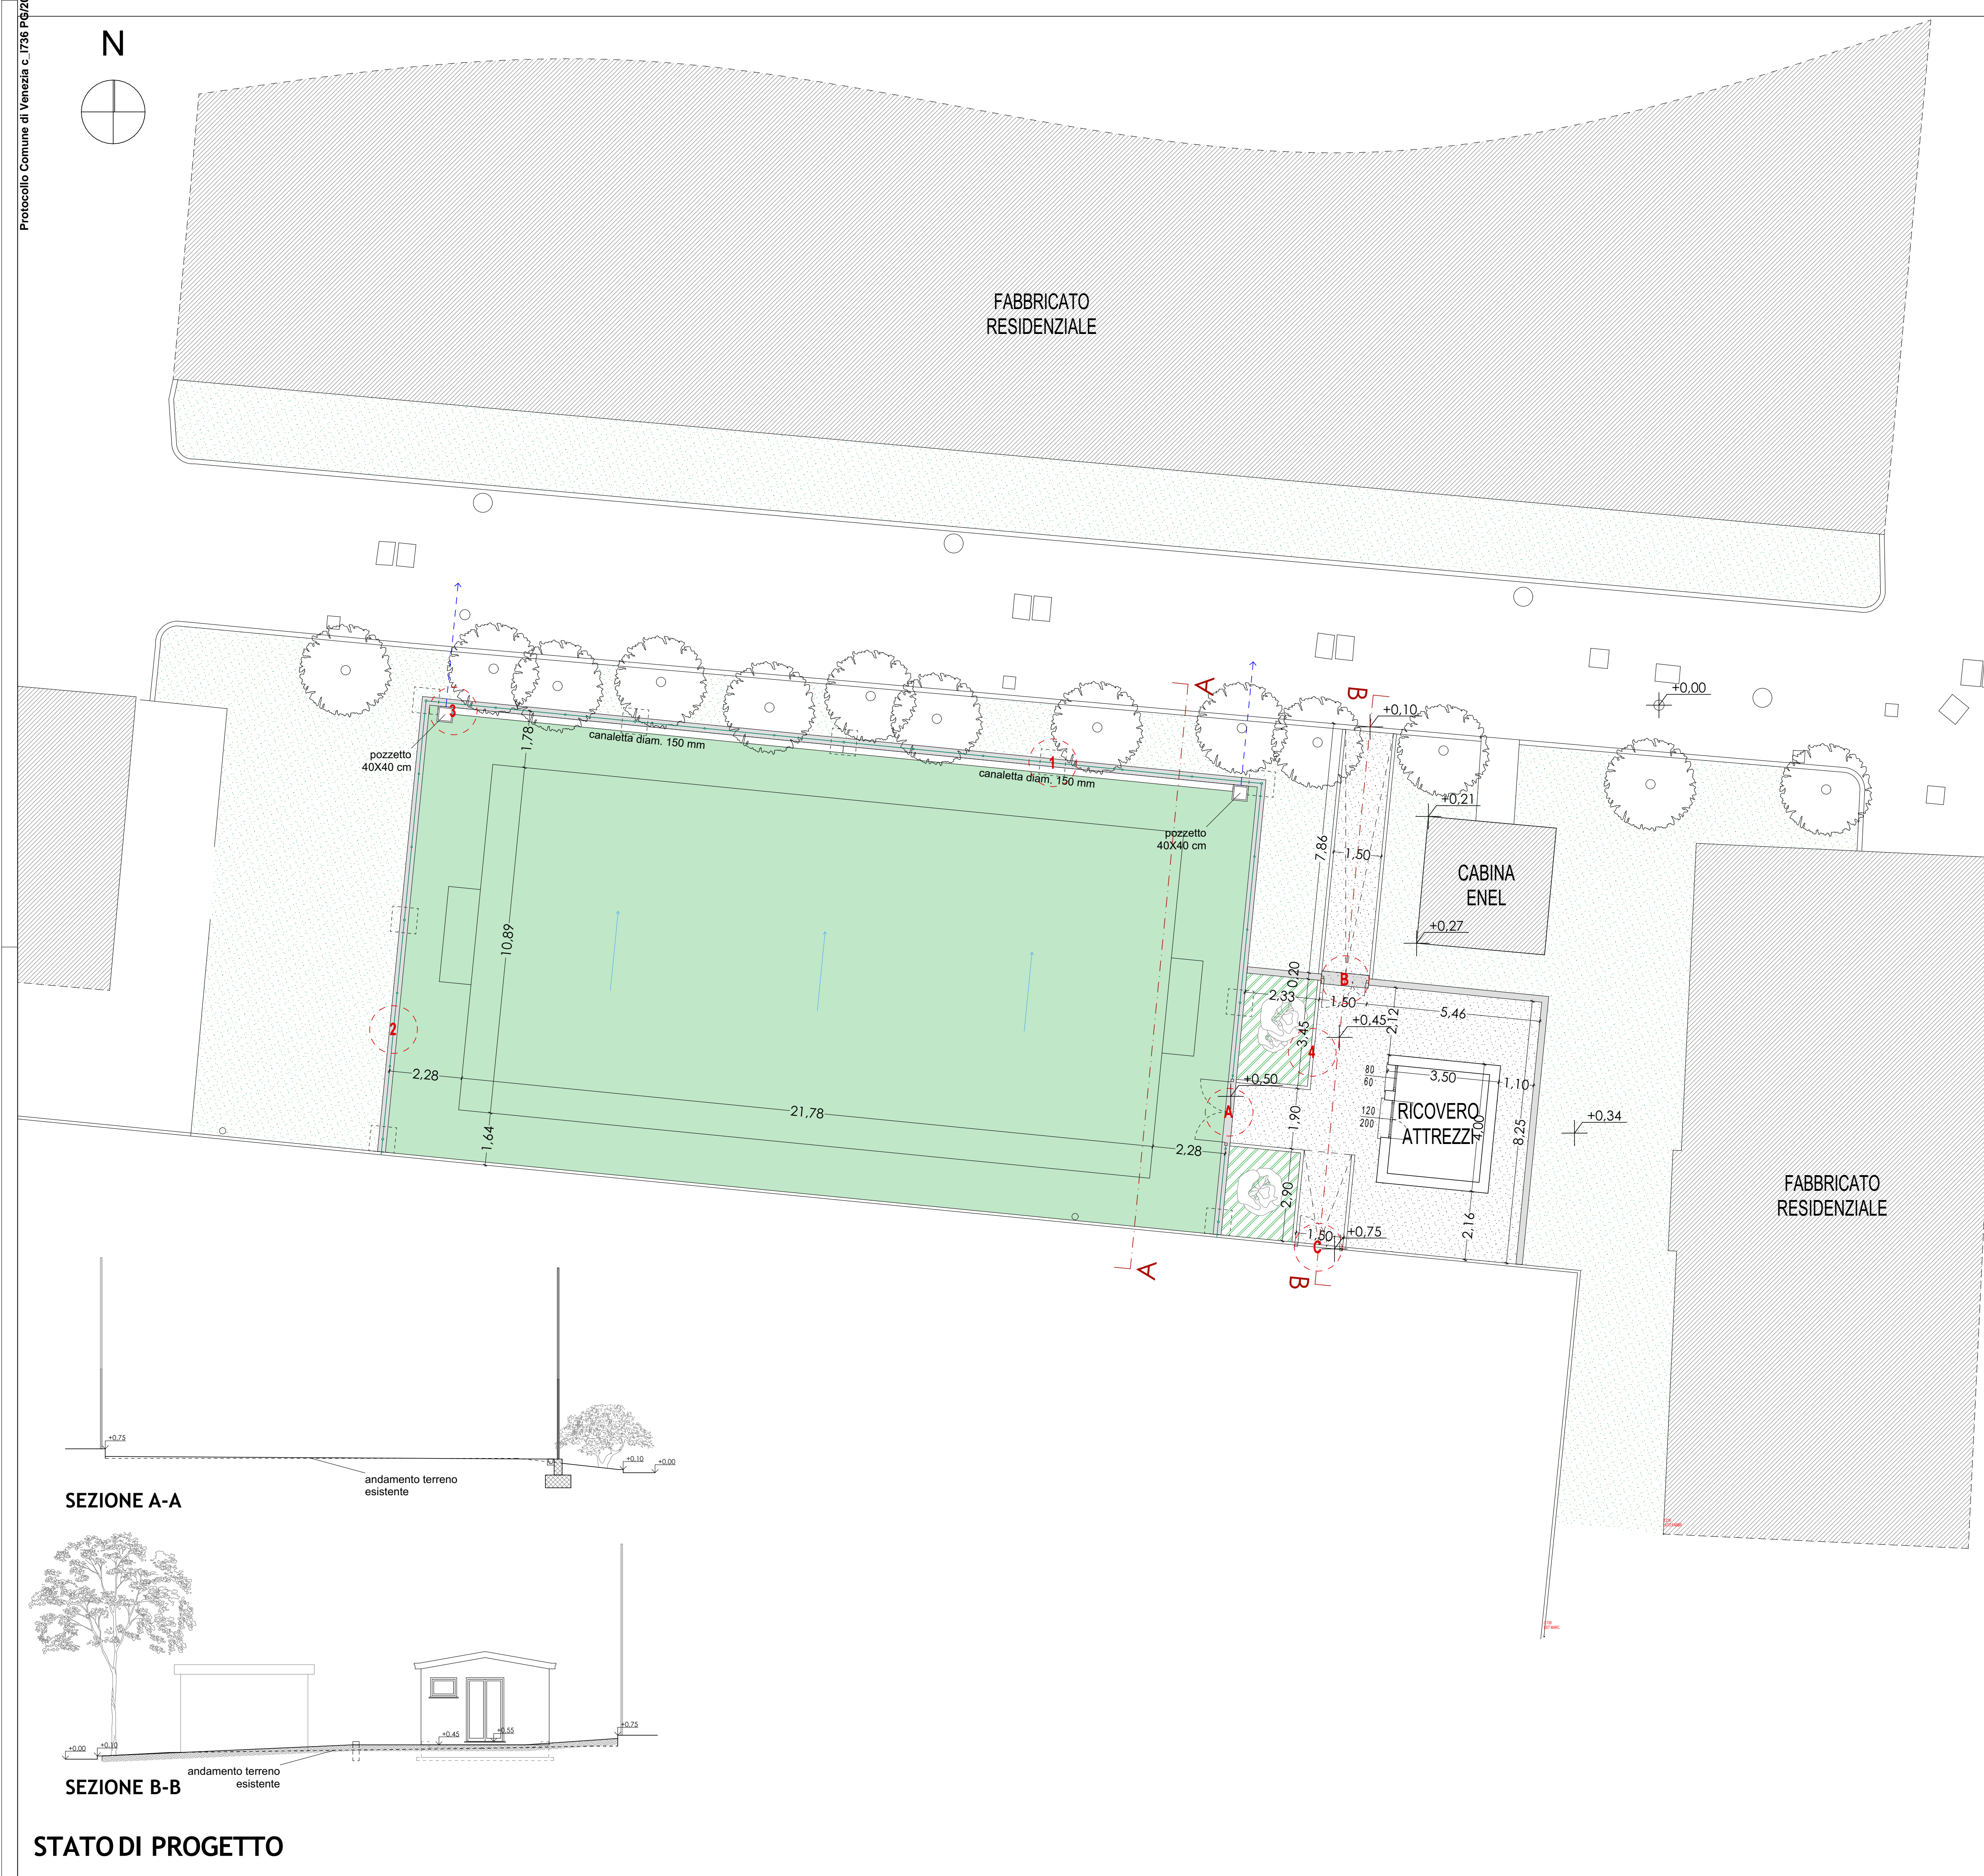 Protocollo Comune di Venezia c_I736 PG/20
N
FABBRICATO
RESIDENZIALE
+0,00
+0,10
A
B
3
1
pozzetto
40X40 cm
1,78
canaletta diam. 150 mm
canaletta diam. 150 mm
pozzetto
40X40 cm
7,86
1,50
+0,21
CABINA
ENEL
+0,27
10,89
0,20
B
2,33
1,50
5,46
2
3,45
4
+0,45
2,12
2,28
+0,50
80
60
3,50
1,10
A
21,78
1,90
120
200
RICOVERO
ATTREZZI
4,00
8,25
+0,34
1,64
2,28
2,90
1,50
C
+0,75
2,16
FABBRICATO
RESIDENZIALE
A
B
+0.75
+0.10
+0.00
andamento terreno
esistente
SEZIONE A-A
+0.00
+0.10
+0.45
+0.55
+0.75
andamento terreno
esistente
SEZIONE B-B
STATO DI PROGETTO